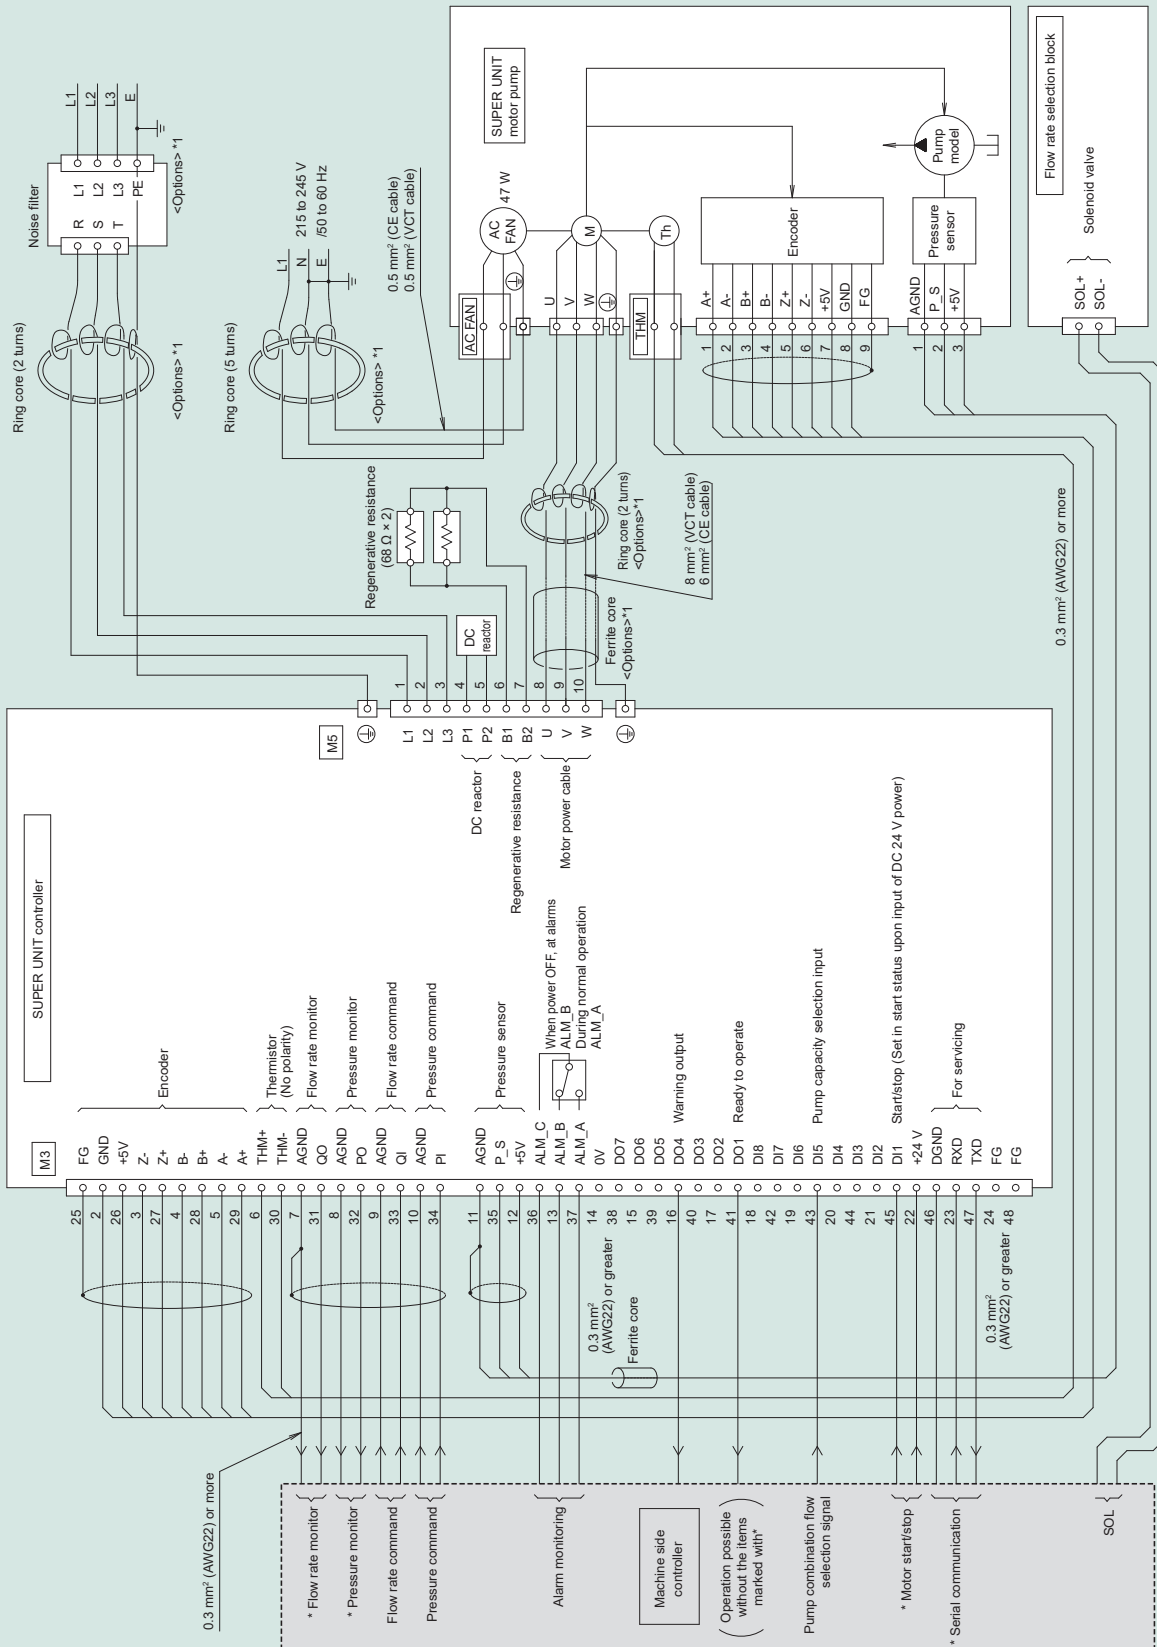 Noise filter
Ring core (2 turns)
<Options> *1
R
S
T
L1
L2
L3
PE
L1
L2
L3
E
<Options> *1
Ring core (5 turns)
<Options> *1
L1
N
E
215 to 245 V
/50 to 60 Hz
0.5 mm² (CE cable)
0.5 mm² (VCT cable)
SUPER UNIT
motor pump
AC
FAN
47 W
AC FAN
M
U
V
W
Th
THM
Encoder
A+
A-
B+
B-
Z+
Z-
+5V
GND
FG
1
2
3
4
5
6
7
8
9
Pump
model
Pressure
sensor
AGND
P_S
+5V
1
2
3
Flow rate selection block
Solenoid valve
SOL+
SOL-
Regenerative resistance
(68 Ω × 2)
DC
reactor
Ring core (2 turns)
<Options>*1
8 mm² (VCT cable)
6 mm² (CE cable)
Ferrite core
<Options>*1
0.3 mm² (AWG22) or more
SUPER UNIT controller
M5
1
2
3
4
5
6
7
8
9
10
L1
L2
L3
P1
P2
B1
B2
U
V
W
DC reactor
Regenerative resistance
Motor power cable
M3
Encoder
Thermistor
(No polarity)
Flow rate monitor
Pressure monitor
Flow rate command
Pressure command
Pressure sensor
When power OFF, at alarms
ALM_B
During normal operation
ALM_A
Warning output
Ready to operate
Pump capacity selection input
Start/stop (Set in start status upon input of DC 24 V power)
For servicing
FG
GND
+5V
Z-
Z+
B-
B+
A-
A+
THM+
THM-
AGND
QO
AGND
PO
AGND
QI
AGND
PI
AGND
P_S
+5V
ALM_C
ALM_B
ALM_A
0V
DO7
DO6
DO5
DO4
DO3
DO2
DO1
DI8
DI7
DI6
DI5
DI4
DI3
DI2
DI1
+24 V
DGND
RXD
TXD
FG
FG
25
2
26
3
27
4
28
5
29
6
30
7
31
8
32
9
33
10
34
11
35
12
36
13
37
14
38
15
39
16
40
17
41
18
42
19
43
20
44
21
45
22
46
23
47
24
48
0.3 mm²
(AWG22) or greater
Ferrite core
0.3 mm²
(AWG22) or greater
0.3 mm² (AWG22) or more
* Flow rate monitor
* Pressure monitor
Flow rate command
Pressure command
Alarm monitoring
Machine side
controller
(Operation possible
without the items
marked with*)
Pump combination flow
selection signal
* Motor start/stop
* Serial communication
SOL